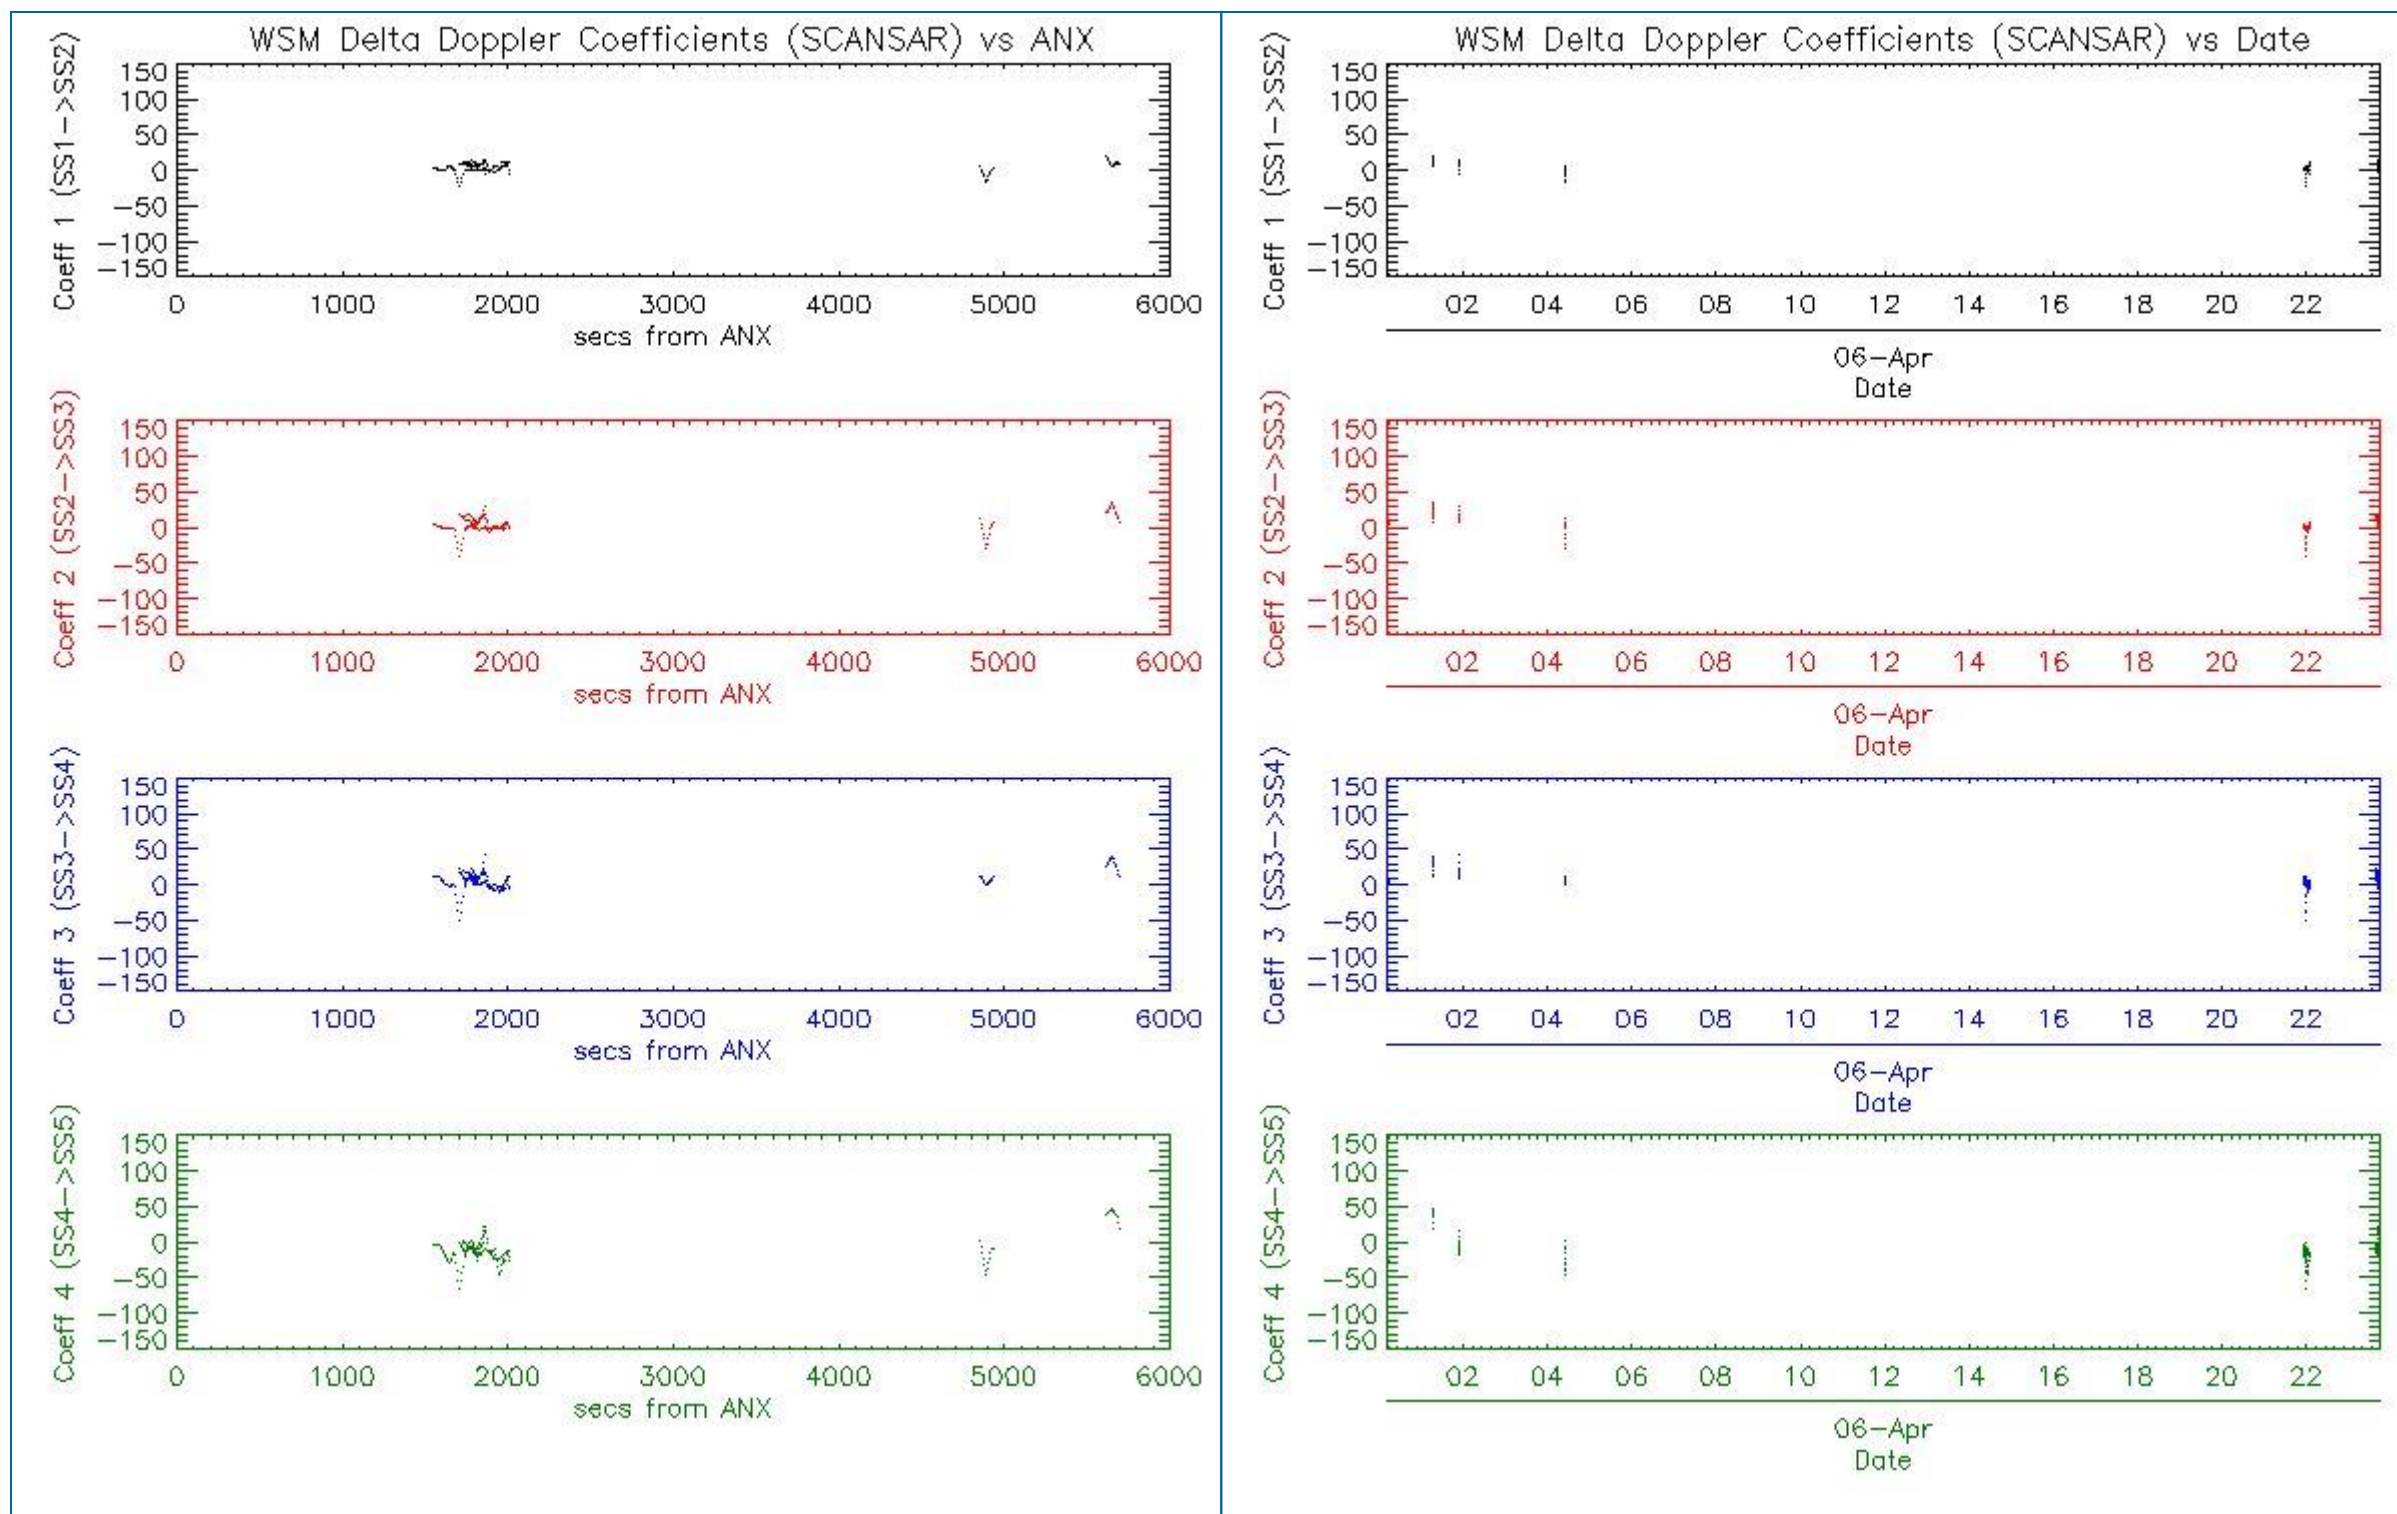 WSM Delta Doppler Coefficients (SCANSAR) vs ANX
Coeff 1 (SS1->SS2)
150
100
50
0
-50
-100
-150
0 1000 2000 3000 4000 5000 6000
secs from ANX
Coeff 2 (SS2->SS3)
150
100
50
0
-50
-100
-150
0 1000 2000 3000 4000 5000 6000
secs from ANX
Coeff 3 (SS3->SS4)
150
100
50
0
-50
-100
-150
0 1000 2000 3000 4000 5000 6000
secs from ANX
Coeff 4 (SS4->SS5)
150
100
50
0
-50
-100
-150
0 1000 2000 3000 4000 5000 6000
secs from ANX
WSM Delta Doppler Coefficients (SCANSAR) vs Date
Coeff 1 (SS1->SS2)
150
100
50
0
-50
-100
-150
02 04 06 08 10 12 14 16 18 20 22
06-Apr
Date
Coeff 2 (SS2->SS3)
150
100
50
0
-50
-100
-150
02 04 06 08 10 12 14 16 18 20 22
06-Apr
Date
Coeff 3 (SS3->SS4)
150
100
50
0
-50
-100
-150
02 04 06 08 10 12 14 16 18 20 22
06-Apr
Date
Coeff 4 (SS4->SS5)
150
100
50
0
-50
-100
-150
02 04 06 08 10 12 14 16 18 20 22
06-Apr
Date